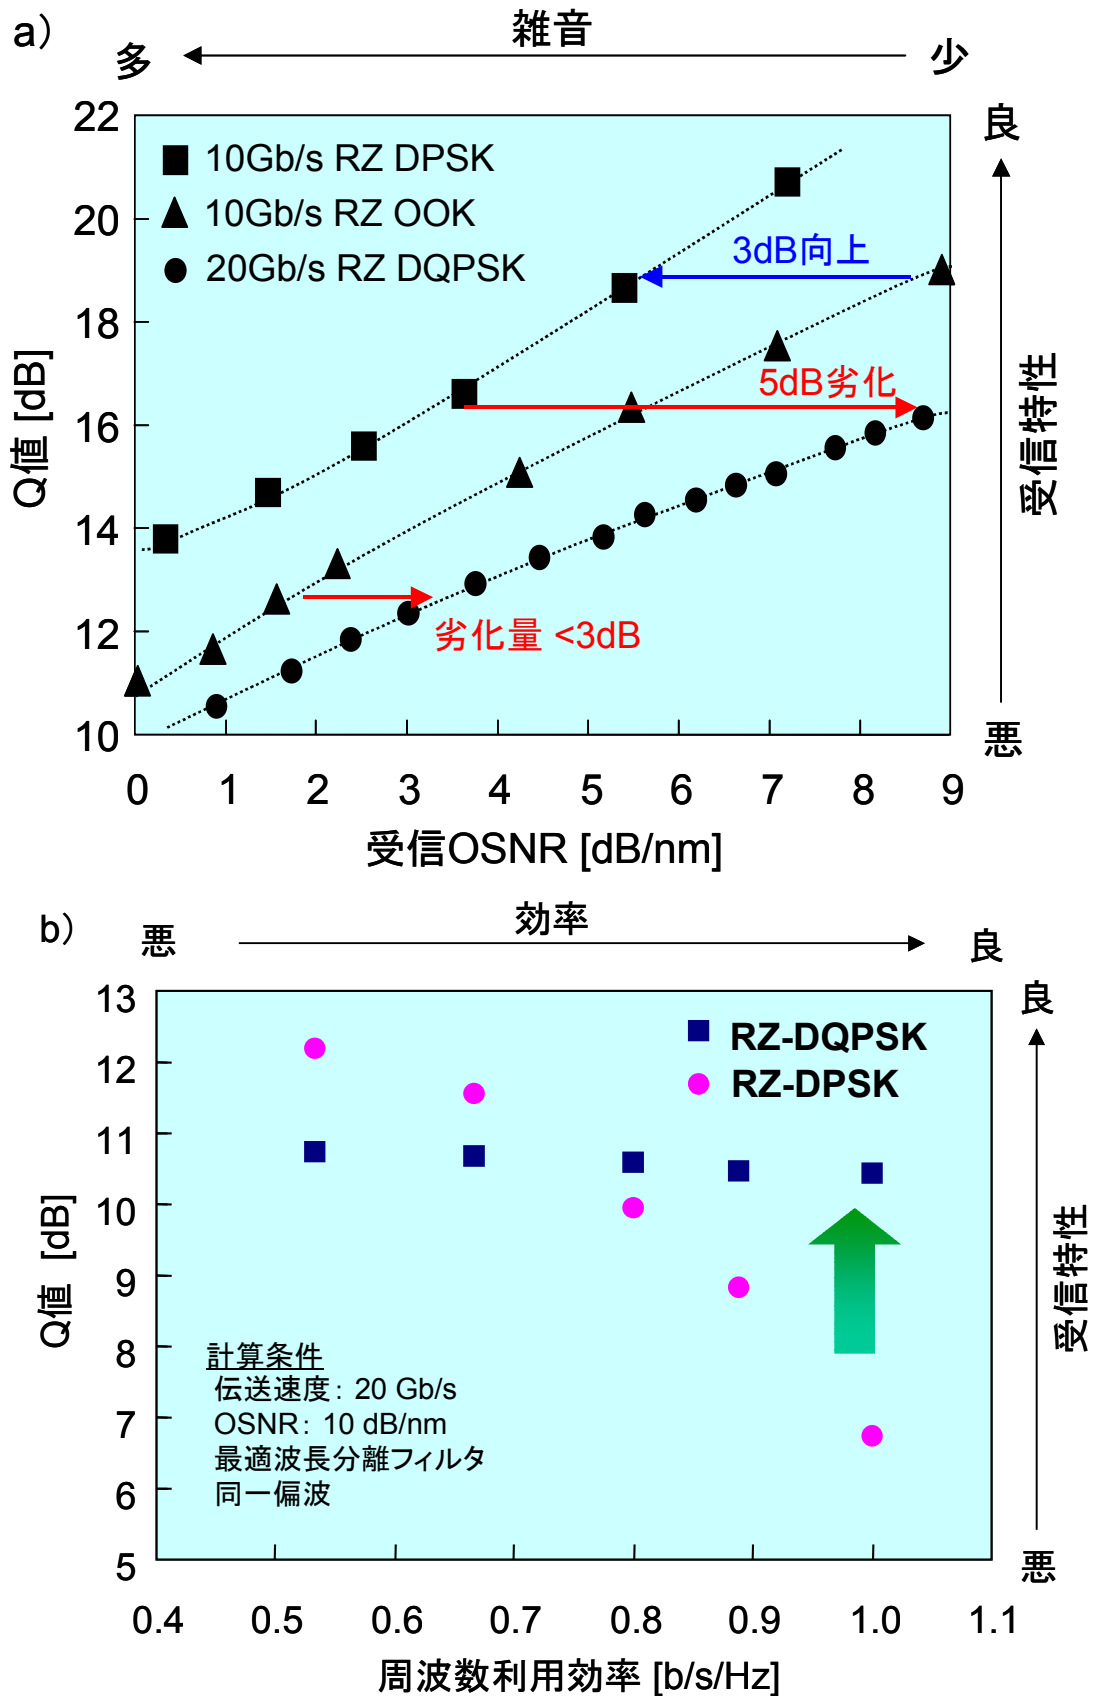 a）
雑音
多
少
22
20
18
16
14
12
10
10Gb/s RZ DPSK
10Gb/s RZ OOK
20Gb/s RZ DQPSK
3dB向上
5dB劣化
劣化量 <3dB
Q値 [dB]
良
受信特性
悪
0 1 2 3 4 5 6 7 8 9
受信OSNR [dB/nm]
b）
効率
悪
良
13
12
11
10
9
8
7
6
5
RZ-DQPSK
RZ-DPSK
Q値 [dB]
良
受信特性
悪
計算条件
伝送速度：20 Gb/s
OSNR：10 dB/nm
最適波長分離フィルタ
同一偏波
0.4 0.5 0.6 0.7 0.8 0.9 1.0 1.1
周波数利用効率 [b/s/Hz]